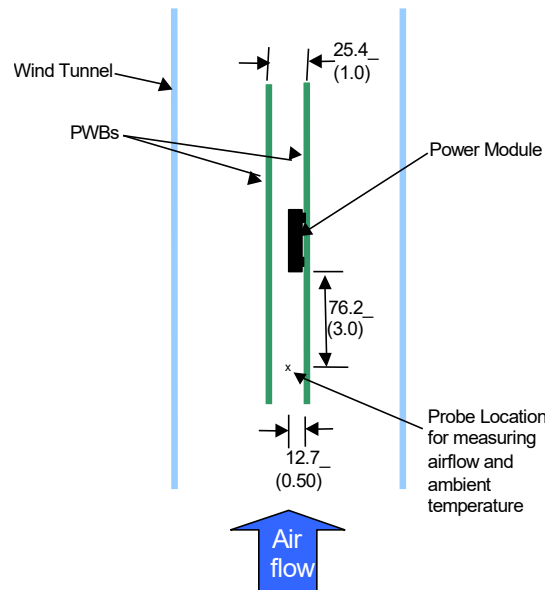 25.4_
(1.0)
Wind Tunnel
PWBs
Power Module
76.2_
(3.0)
x
Probe Location
for measuring
airflow and
ambient
temperature
12.7_
(0.50)
Air
flow